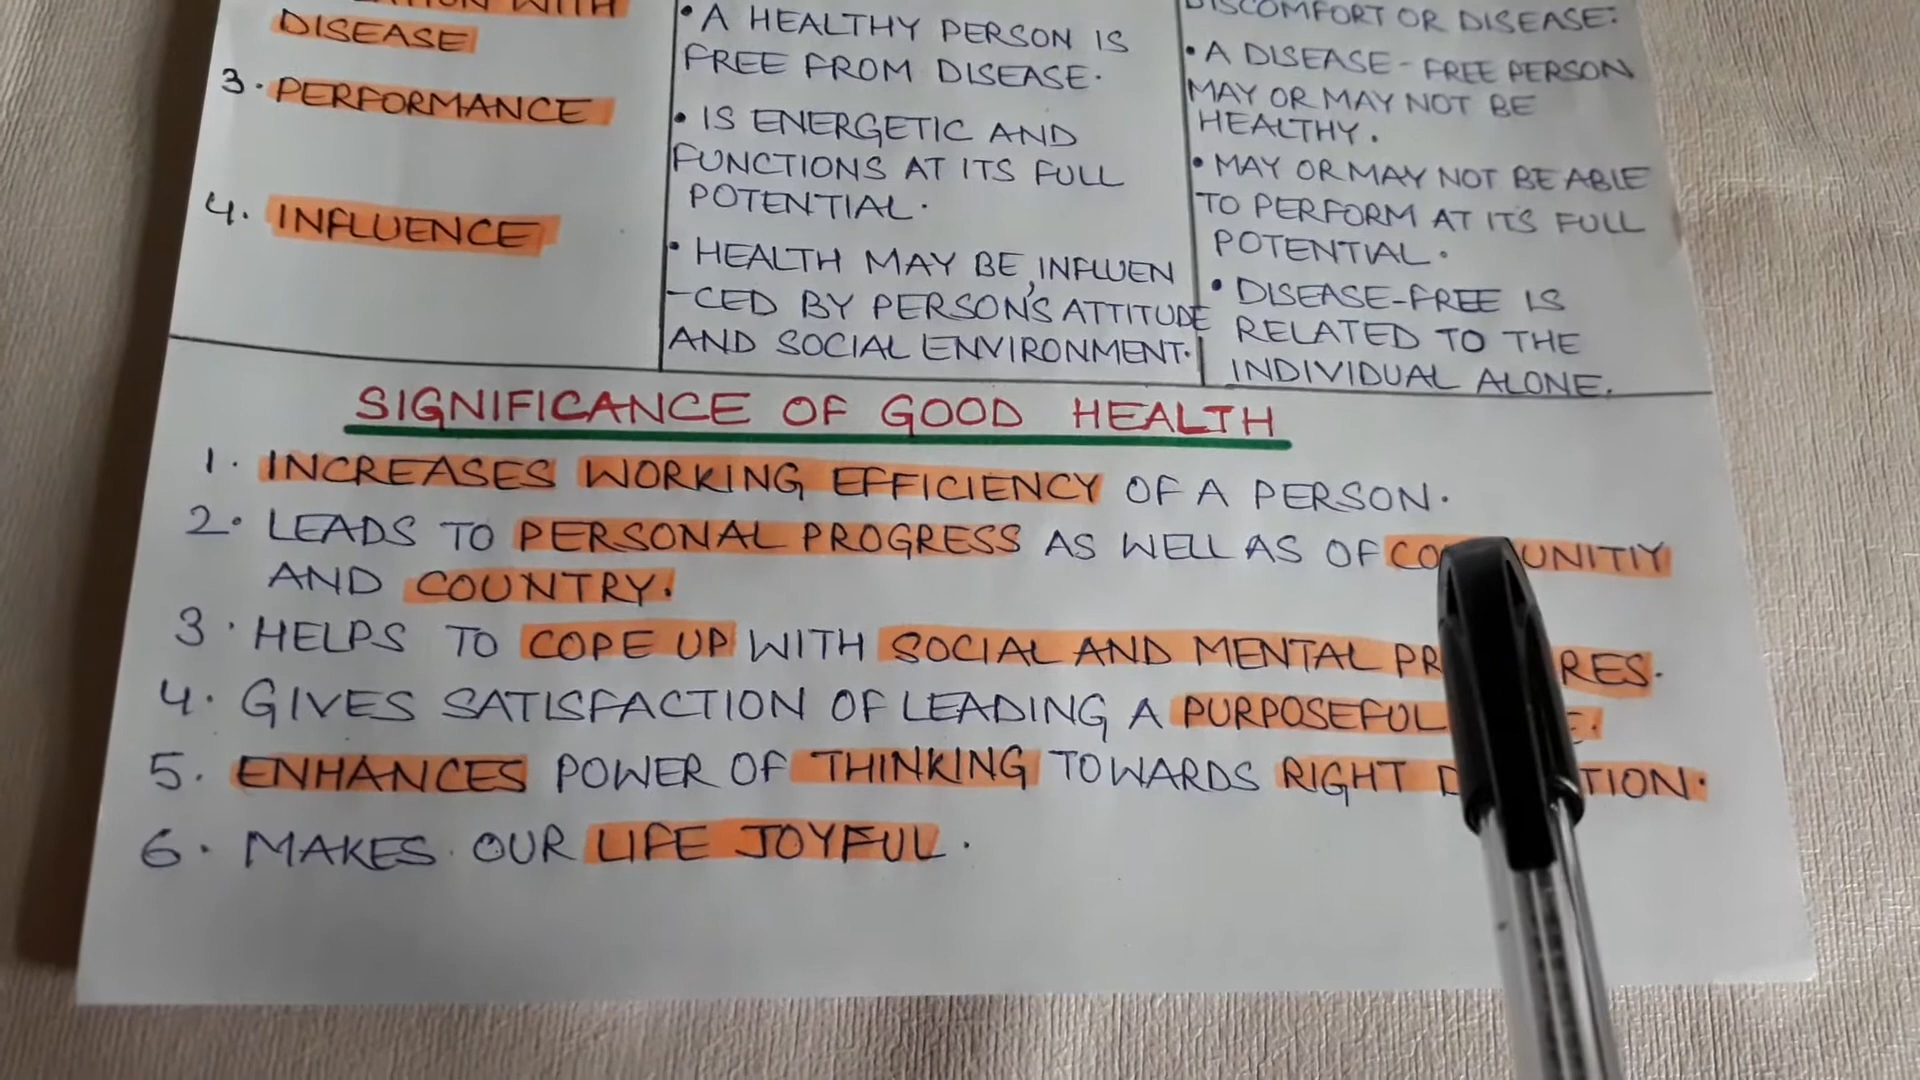 WITH
DISEASE
3. PERFORMANCE
4. INFLUENCE
• A HEALTHY PERSON IS
FREE FROM DISEASE.
• IS ENERGETIC AND
FUNCTIONS AT ITS FULL
POTENTIAL.
• HEALTH MAY BE INFLUEN
-CED BY PERSON'S ATTITUDE
AND SOCIAL ENVIRONMENT.
DISCOMFORT OR DISEASE.
• A DISEASE-FREE PERSON
MAY OR MAY NOT BE
HEALTHY.
• MAY OR MAY NOT BE ABLE
TO PERFORM AT IT'S FULL
POTENTIAL.
• DISEASE-FREE IS
RELATED TO THE
INDIVIDUAL ALONE.
SIGNIFICANCE OF GOOD HEALTH
1. INCREASES WORKING EFFICIENCY OF A PERSON.
2. LEADS TO PERSONAL PROGRESS AS WELL AS OF
AND COUNTRY.
3. HELPS TO COPE UP WITH SOCIAL AND MENTAL
4. GIVES SATISFACTION OF LEADING A PURPOSEFUL
5. ENHANCES POWER OF THINKING TOWARDS RIGHT
6. MAKES OUR LIFE JOYFUL.